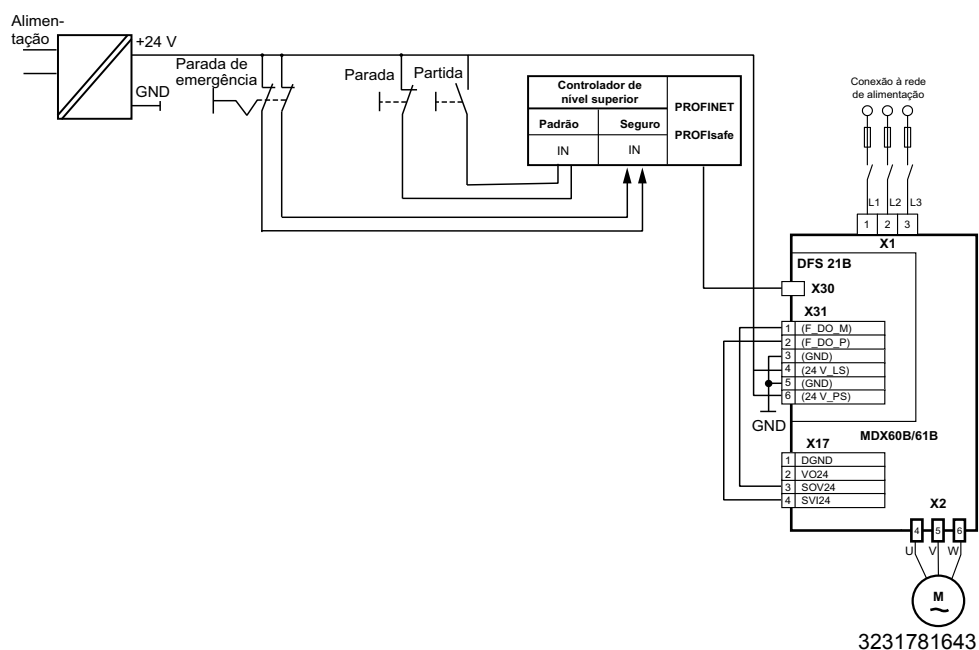 Alimen-
tação
+24 V
GND
Parada de
emergência
Parada
Partida
Controlador de
nível superior
PROFINET
PROFIsafe
Padrão
Seguro
IN
IN
Conexão à rede
de alimentação
L1
L2
L3
1
2
3
X1
DFS 21B
X30
X31
1 (F_DO_M)
2 (F_DO_P)
3 (GND)
4 (24 V_LS)
5 (GND)
6 (24 V_PS)
GND
MDX60B/61B
X17
1 DGND
2 VO24
3 SOV24
4 SVI24
X2
4
5
6
U
V
W
M
~
3231781643